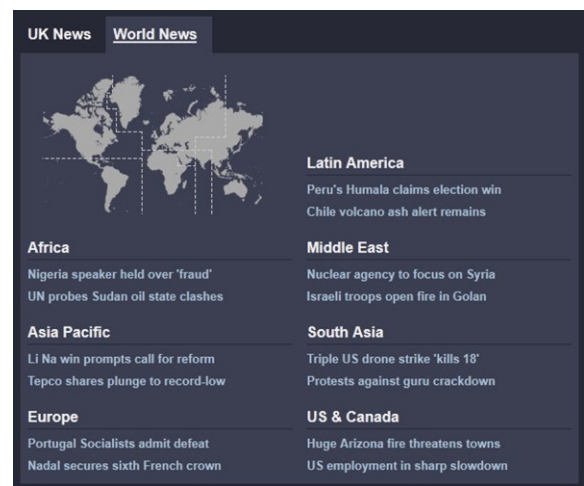 UK News
World News
Latin America
Peru's Humala claims election win
Chile volcano ash alert remains
Africa
Nigeria speaker held over 'fraud'
UN probes Sudan oil state clashes
Middle East
Nuclear agency to focus on Syria
Israeli troops open fire in Golan
Asia Pacific
Li Na win prompts call for reform
Tepco shares plunge to record-low
South Asia
Triple US drone strike 'kills 18'
Protests against guru crackdown
Europe
Portugal Socialists admit defeat
Nadal secures sixth French crown
US & Canada
Huge Arizona fire threatens towns
US employment in sharp slowdown